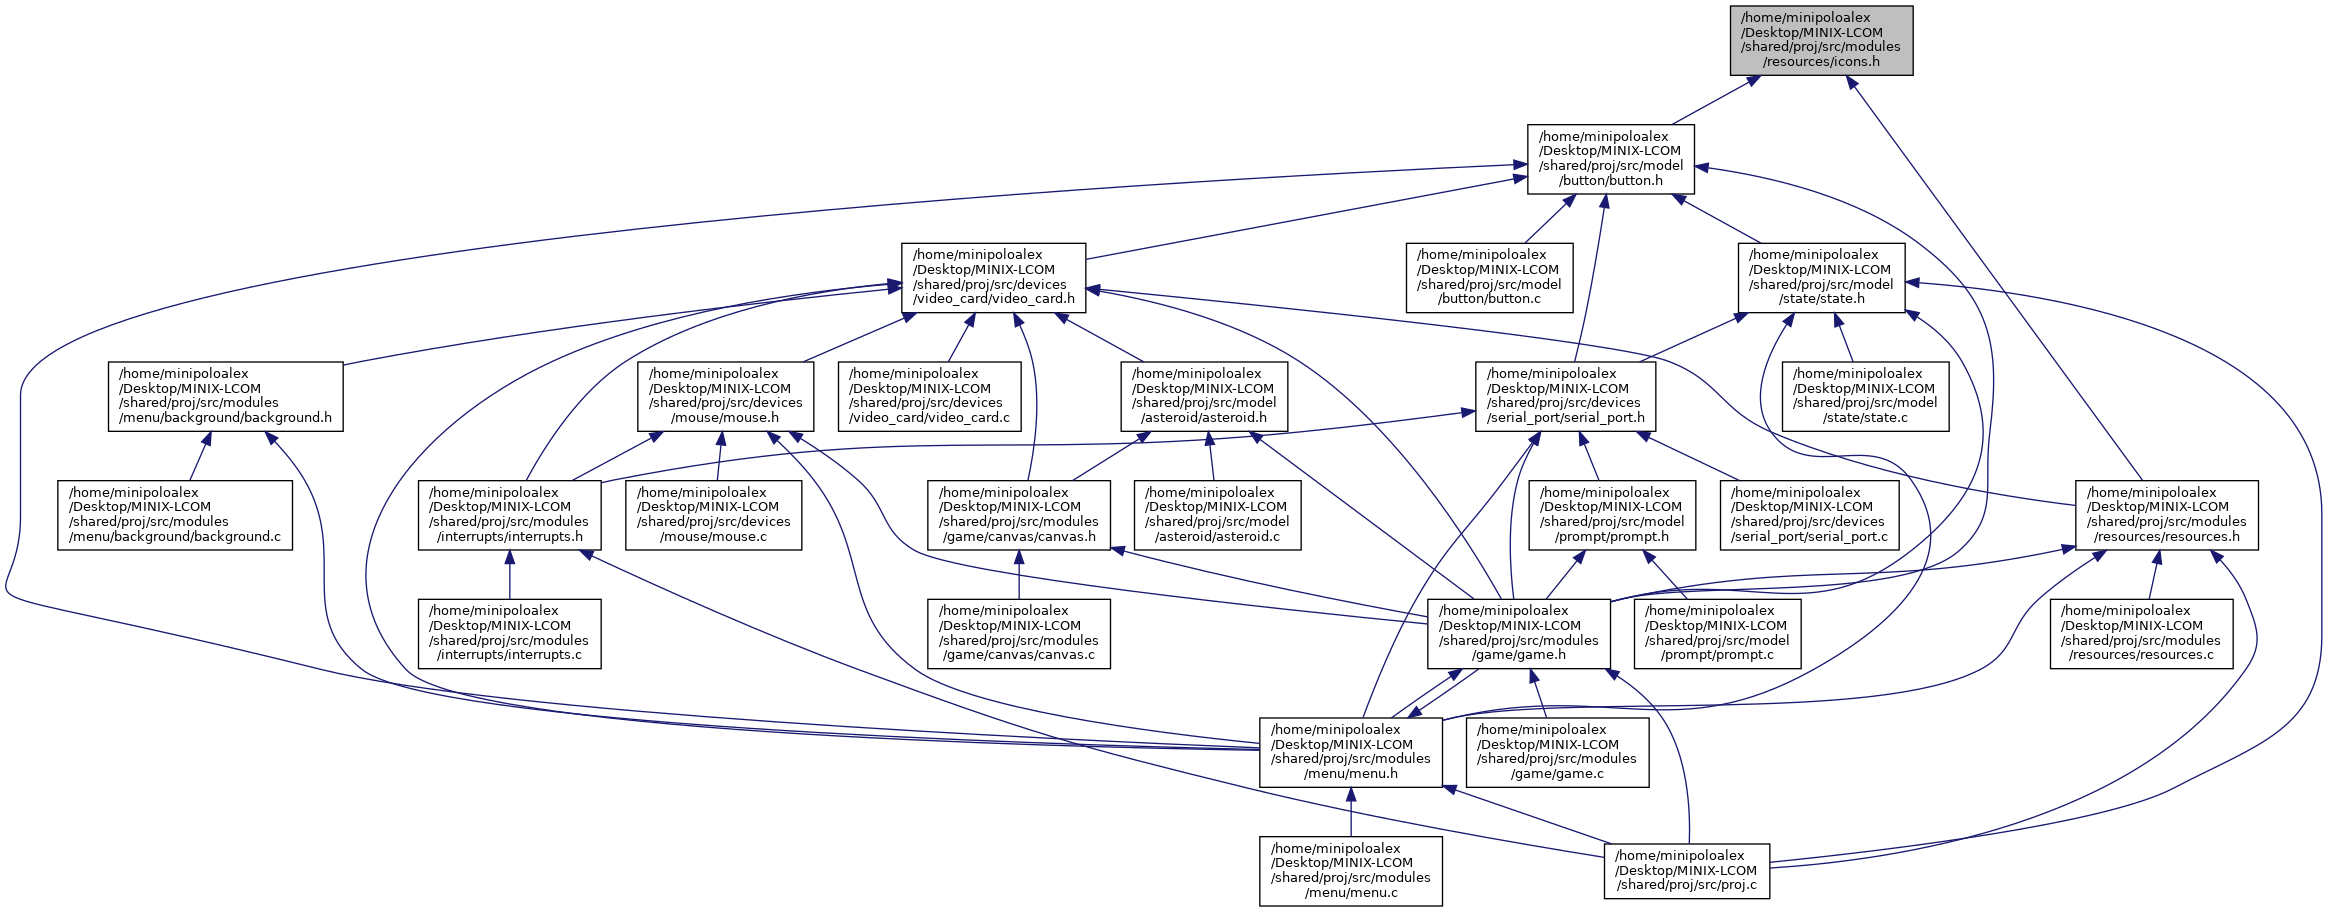 /home/minipoloalex
/Desktop/MINIX-LCOM
/shared/proj/src/modules
/resources/icons.h
/home/minipoloalex
/Desktop/MINIX-LCOM
/shared/proj/src/model
/button/button.h
/home/minipoloalex
/Desktop/MINIX-LCOM
/shared/proj/src/devices
/video_card/video_card.h
/home/minipoloalex
/Desktop/MINIX-LCOM
/shared/proj/src/model
/button/button.c
/home/minipoloalex
/Desktop/MINIX-LCOM
/shared/proj/src/model
/state/state.h
/home/minipoloalex
/Desktop/MINIX-LCOM
/shared/proj/src/modules
/menu/background/background.h
/home/minipoloalex
/Desktop/MINIX-LCOM
/shared/proj/src/devices
/mouse/mouse.h
/home/minipoloalex
/Desktop/MINIX-LCOM
/shared/proj/src/devices
/video_card/video_card.c
/home/minipoloalex
/Desktop/MINIX-LCOM
/shared/proj/src/model
/asteroid/asteroid.h
/home/minipoloalex
/Desktop/MINIX-LCOM
/shared/proj/src/devices
/serial_port/serial_port.h
/home/minipoloalex
/Desktop/MINIX-LCOM
/shared/proj/src/model
/state/state.c
/home/minipoloalex
/Desktop/MINIX-LCOM
/shared/proj/src/modules
/menu/background/background.c
/home/minipoloalex
/Desktop/MINIX-LCOM
/shared/proj/src/modules
/interrupts/interrupts.h
/home/minipoloalex
/Desktop/MINIX-LCOM
/shared/proj/src/devices
/mouse/mouse.c
/home/minipoloalex
/Desktop/MINIX-LCOM
/shared/proj/src/modules
/game/canvas/canvas.h
/home/minipoloalex
/Desktop/MINIX-LCOM
/shared/proj/src/model
/asteroid/asteroid.c
/home/minipoloalex
/Desktop/MINIX-LCOM
/shared/proj/src/model
/prompt/prompt.h
/home/minipoloalex
/Desktop/MINIX-LCOM
/shared/proj/src/devices
/serial_port/serial_port.c
/home/minipoloalex
/Desktop/MINIX-LCOM
/shared/proj/src/modules
/resources/resources.h
/home/minipoloalex
/Desktop/MINIX-LCOM
/shared/proj/src/modules
/interrupts/interrupts.c
/home/minipoloalex
/Desktop/MINIX-LCOM
/shared/proj/src/modules
/game/canvas/canvas.c
/home/minipoloalex
/Desktop/MINIX-LCOM
/shared/proj/src/modules
/game/game.h
/home/minipoloalex
/Desktop/MINIX-LCOM
/shared/proj/src/model
/prompt/prompt.c
/home/minipoloalex
/Desktop/MINIX-LCOM
/shared/proj/src/modules
/resources/resources.c
/home/minipoloalex
/Desktop/MINIX-LCOM
/shared/proj/src/modules
/menu/menu.h
/home/minipoloalex
/Desktop/MINIX-LCOM
/shared/proj/src/modules
/game/game.c
/home/minipoloalex
/Desktop/MINIX-LCOM
/shared/proj/src/modules
/menu/menu.c
/home/minipoloalex
/Desktop/MINIX-LCOM
/shared/proj/src/proj.c